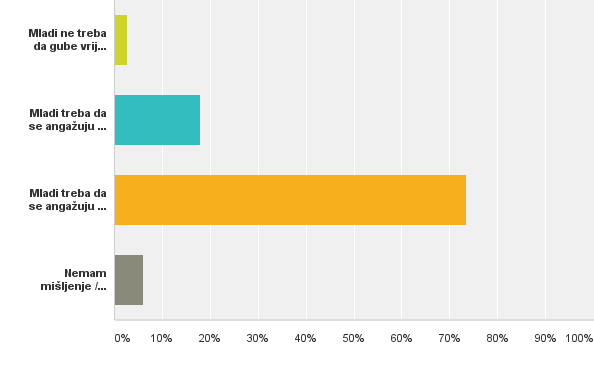 Mladi ne treba
da gube vrij...
Mladi treba da
se angažuju ...
Mladi treba da
se angažuju ...
Nemam
mišljenje /...
0% 10% 20% 30% 40% 50% 60% 70% 80% 90% 100%